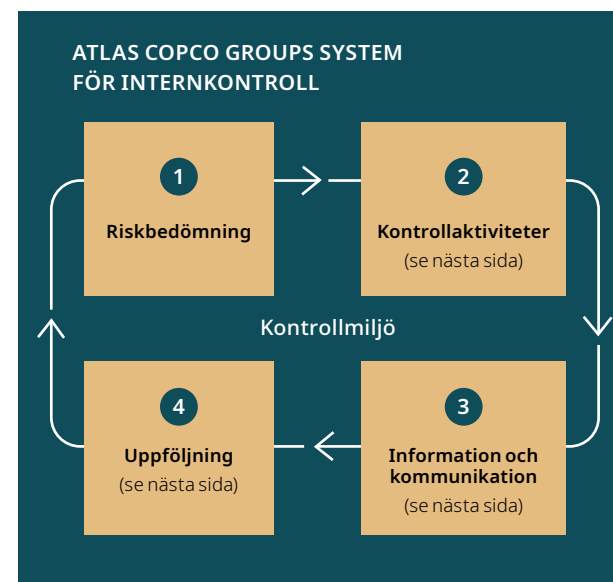 ATLAS COPCO GROUPS SYSTEM
FÖR INTERNKONTROLL
1
Riskbedömning
2
Kontrollaktiviteter
(se nästa sida)
Kontrollmiljö
4
Uppföljning
(se nästa sida)
3
Information och
kommunikation
(se nästa sida)